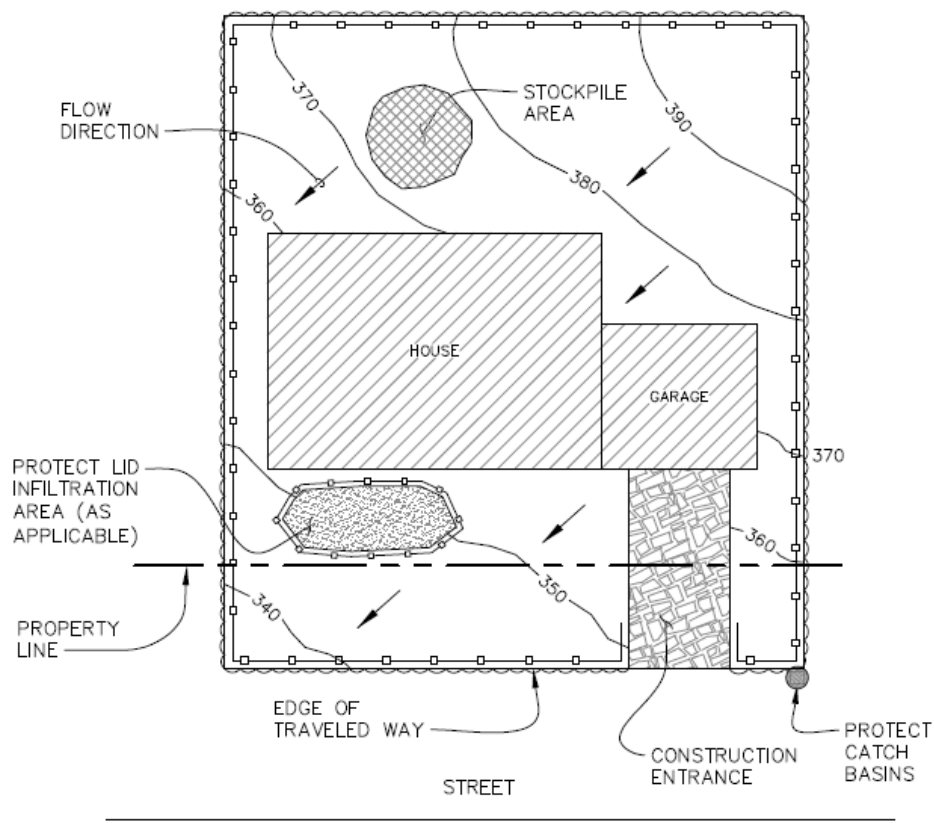 FLOW
DIRECTION
370
STOCKPILE
AREA
390
380
360
HOUSE
GARAGE
370
PROTECT LID
INFILTRATION
AREA (AS
APPLICABLE)
360
350
340
PROPERTY
LINE
EDGE OF
TRAVELED WAY
CONSTRUCTION
ENTRANCE
PROTECT
CATCH
BASINS
STREET